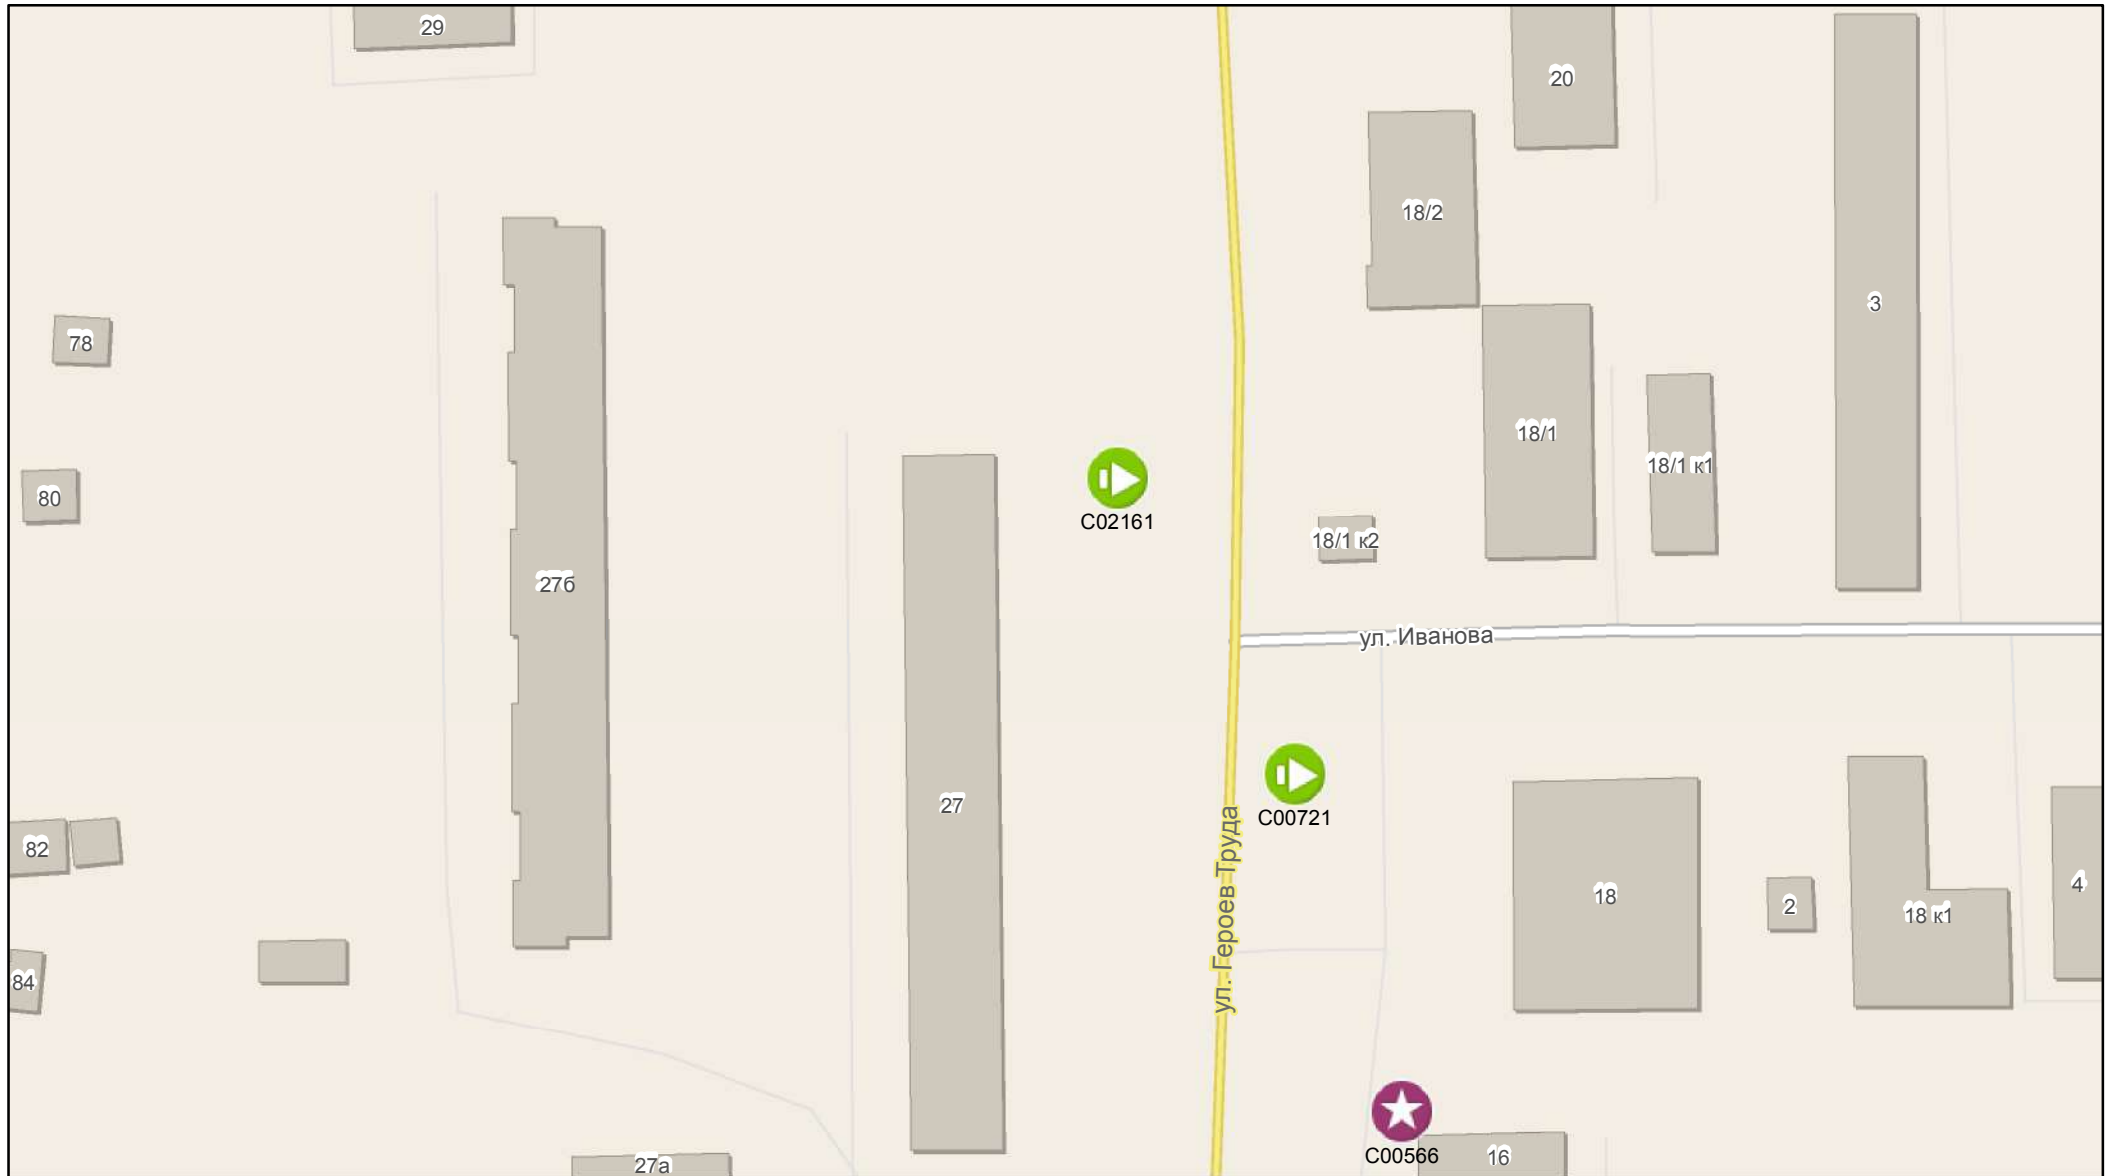 29
20
18/2
3
78
18/1
18/1 к1
80
C02161
18/1 к2
27б
ул. Иванова
27
C00721
ул. Героев Труда
82
4
18
2
18 к1
84
C00566
16
27а